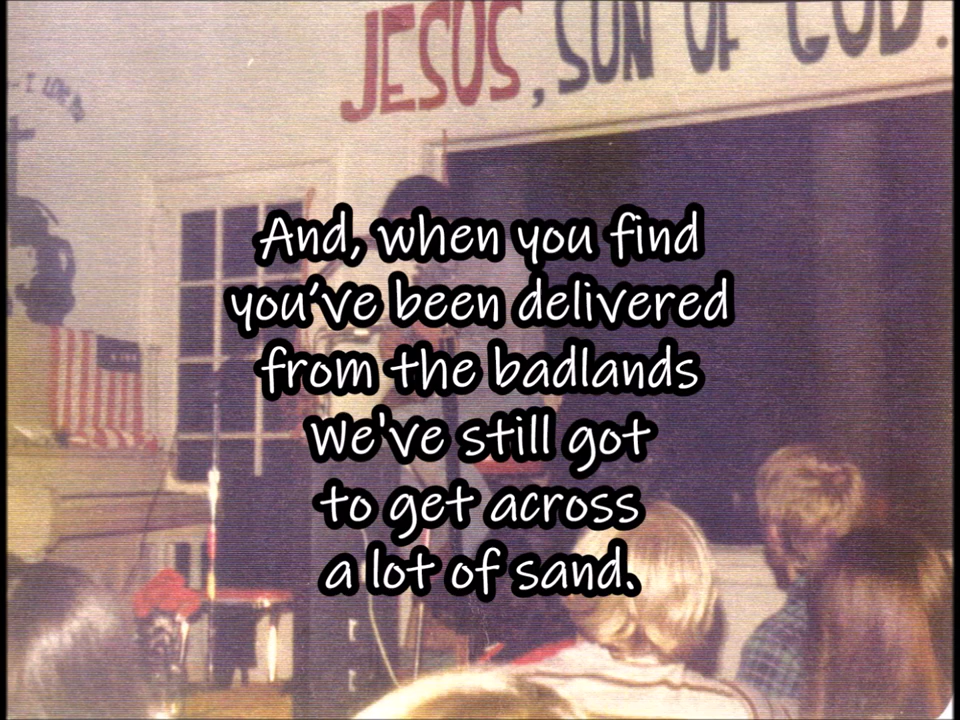 JESUS, SON OF GOD.
I LOVE
And, when you find
you've been delivered
from the badlands
We've still got
to get across
a lot of sand.